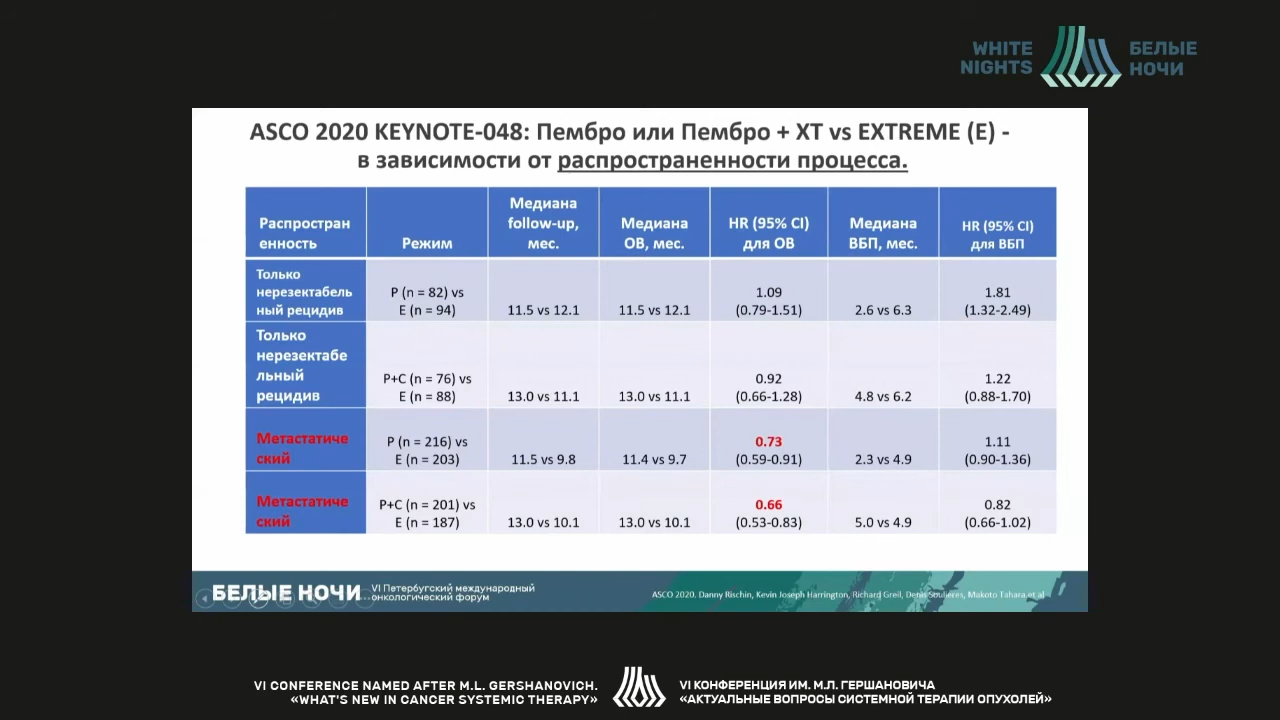 WHITE
NIGHTS
БЕЛЫЕ
НОЧИ
ASCO 2020 KEYNOTE-048: Пембро или Пембро + ХТ vs EXTREME (E) -
в зависимости от распространенности процесса.
Распростран
енность
Режим
Медиана
follow-up,
мес.
Медиана
ОВ, мес.
HR (95% CI)
для ОВ
Медиана
ВБП, мес.
HR (95% CI)
для ВБП
Только
нерезектабель
ный рецидив
P (n = 82) vs
E (n = 94)
11.5 vs 12.1
11.5 vs 12.1
1.09
(0.79-1.51)
2.6 vs 6.3
1.81
(1.32-2.49)
Только
нерезектабе
льный
рецидив
P+C (n = 76) vs
E (n = 88)
13.0 vs 11.1
13.0 vs 11.1
0.92
(0.66-1.28)
4.8 vs 6.2
1.22
(0.88-1.70)
Метастатиче
ский
P (n = 216) vs
E (n = 203)
11.5 vs 9.8
11.4 vs 9.7
0.73
(0.59-0.91)
2.3 vs 4.9
1.11
(0.90-1.36)
Метастатиче
ский
P+C (n = 201) vs
E (n = 187)
13.0 vs 10.1
13.0 vs 10.1
0.66
(0.53-0.83)
5.0 vs 4.9
0.82
(0.66-1.02)
БЕЛЫЕ НОЧИ
VI Петербугский международный
онкологический форум
ASCO 2020. Danny Rischin, Kevin Joseph Harrington, Richard Greil, Denis Soulieres, Makoto Tahara et al
VI CONFERENCE NAMED AFTER M.L. GERSHANOVICH.
«WHAT'S NEW IN CANCER SYSTEMIC THERAPY»
VI КОНФЕРЕНЦИЯ ИМ. М.Л. ГЕРШАНОВИЧА
«АКТУАЛЬНЫЕ ВОПРОСЫ СИСТЕМНОЙ ТЕРАПИИ ОПУХОЛЕЙ»